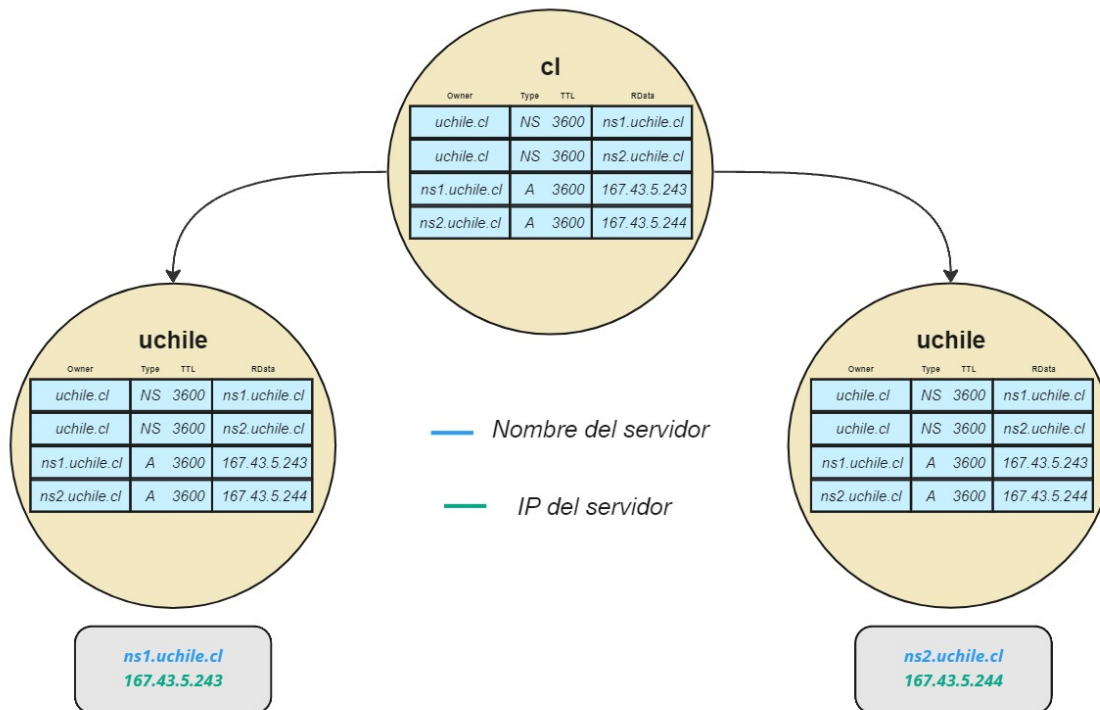 cl
Owner Type TTL RData
uchile.cl NS 3600 ns1.uchile.cl
uchile.cl NS 3600 ns2.uchile.cl
ns1.uchile.cl A 3600 167.43.5.243
ns2.uchile.cl A 3600 167.43.5.244
uchile
Owner Type TTL RData
uchile.cl NS 3600 ns1.uchile.cl
uchile.cl NS 3600 ns2.uchile.cl
ns1.uchile.cl A 3600 167.43.5.243
ns2.uchile.cl A 3600 167.43.5.244
ns1.uchile.cl
167.43.5.243
Nombre del servidor
IP del servidor
uchile
Owner Type TTL RData
uchile.cl NS 3600 ns1.uchile.cl
uchile.cl NS 3600 ns2.uchile.cl
ns1.uchile.cl A 3600 167.43.5.243
ns2.uchile.cl A 3600 167.43.5.244
ns2.uchile.cl
167.43.5.244